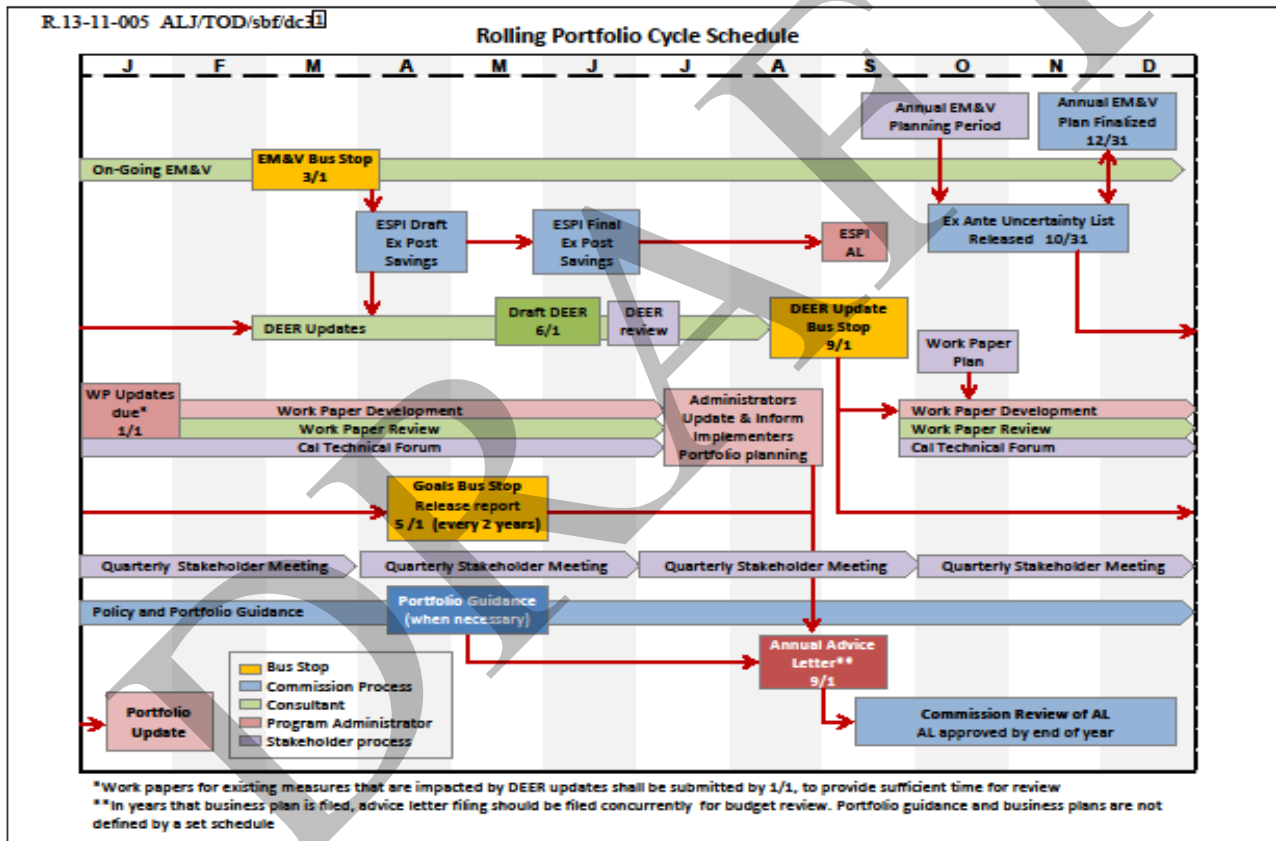 R.13-11-005 ALJ/TOD/sbf/dc31
Rolling Portfolio Cycle Schedule
J F M A M J J A S O N D
Annual EM&V
Planning Period
Annual EM&V
Plan Finalized
12/31
On-Going EM&V
EM&V Bus Stop
3/1
ESPI Draft
Ex Post
Savings
ESPI Final
Ex Post
Savings
ESPI
AL
Ex Ante Uncertainty List
Released 10/31
DEER Updates
Draft DEER
6/1
DEER
review
DEER Update
Bus Stop
9/1
Work Paper
Plan
WP Updates
due*
1/1
Work Paper Development
Work Paper Review
Cal Technical Forum
Administrators
Update & Inform
Implementers
Portfolio planning
Work Paper Development
Work Paper Review
Cal Technical Forum
Goals Bus Stop
Release report
5 /1 (every 2 years)
Quarterly Stakeholder Meeting
Quarterly Stakeholder Meeting
Quarterly Stakeholder Meeting
Quarterly Stakeholder Meeting
Policy and Portfolio Guidance
Portfolio Guidance
(when necessary)
Annual Advice
Letter**
9/1
Portfolio
Update
Bus Stop
Commission Process
Consultant
Program Administrator
Stakeholder process
Commission Review of AL
AL approved by end of year
*Work papers for existing measures that are impacted by DEER updates shall be submitted by 1/1, to provide sufficient time for review
**In years that business plan is filed, advice letter filing should be filed concurrently for budget review. Portfolio guidance and business plans are not
defined by a set schedule
DRAFT